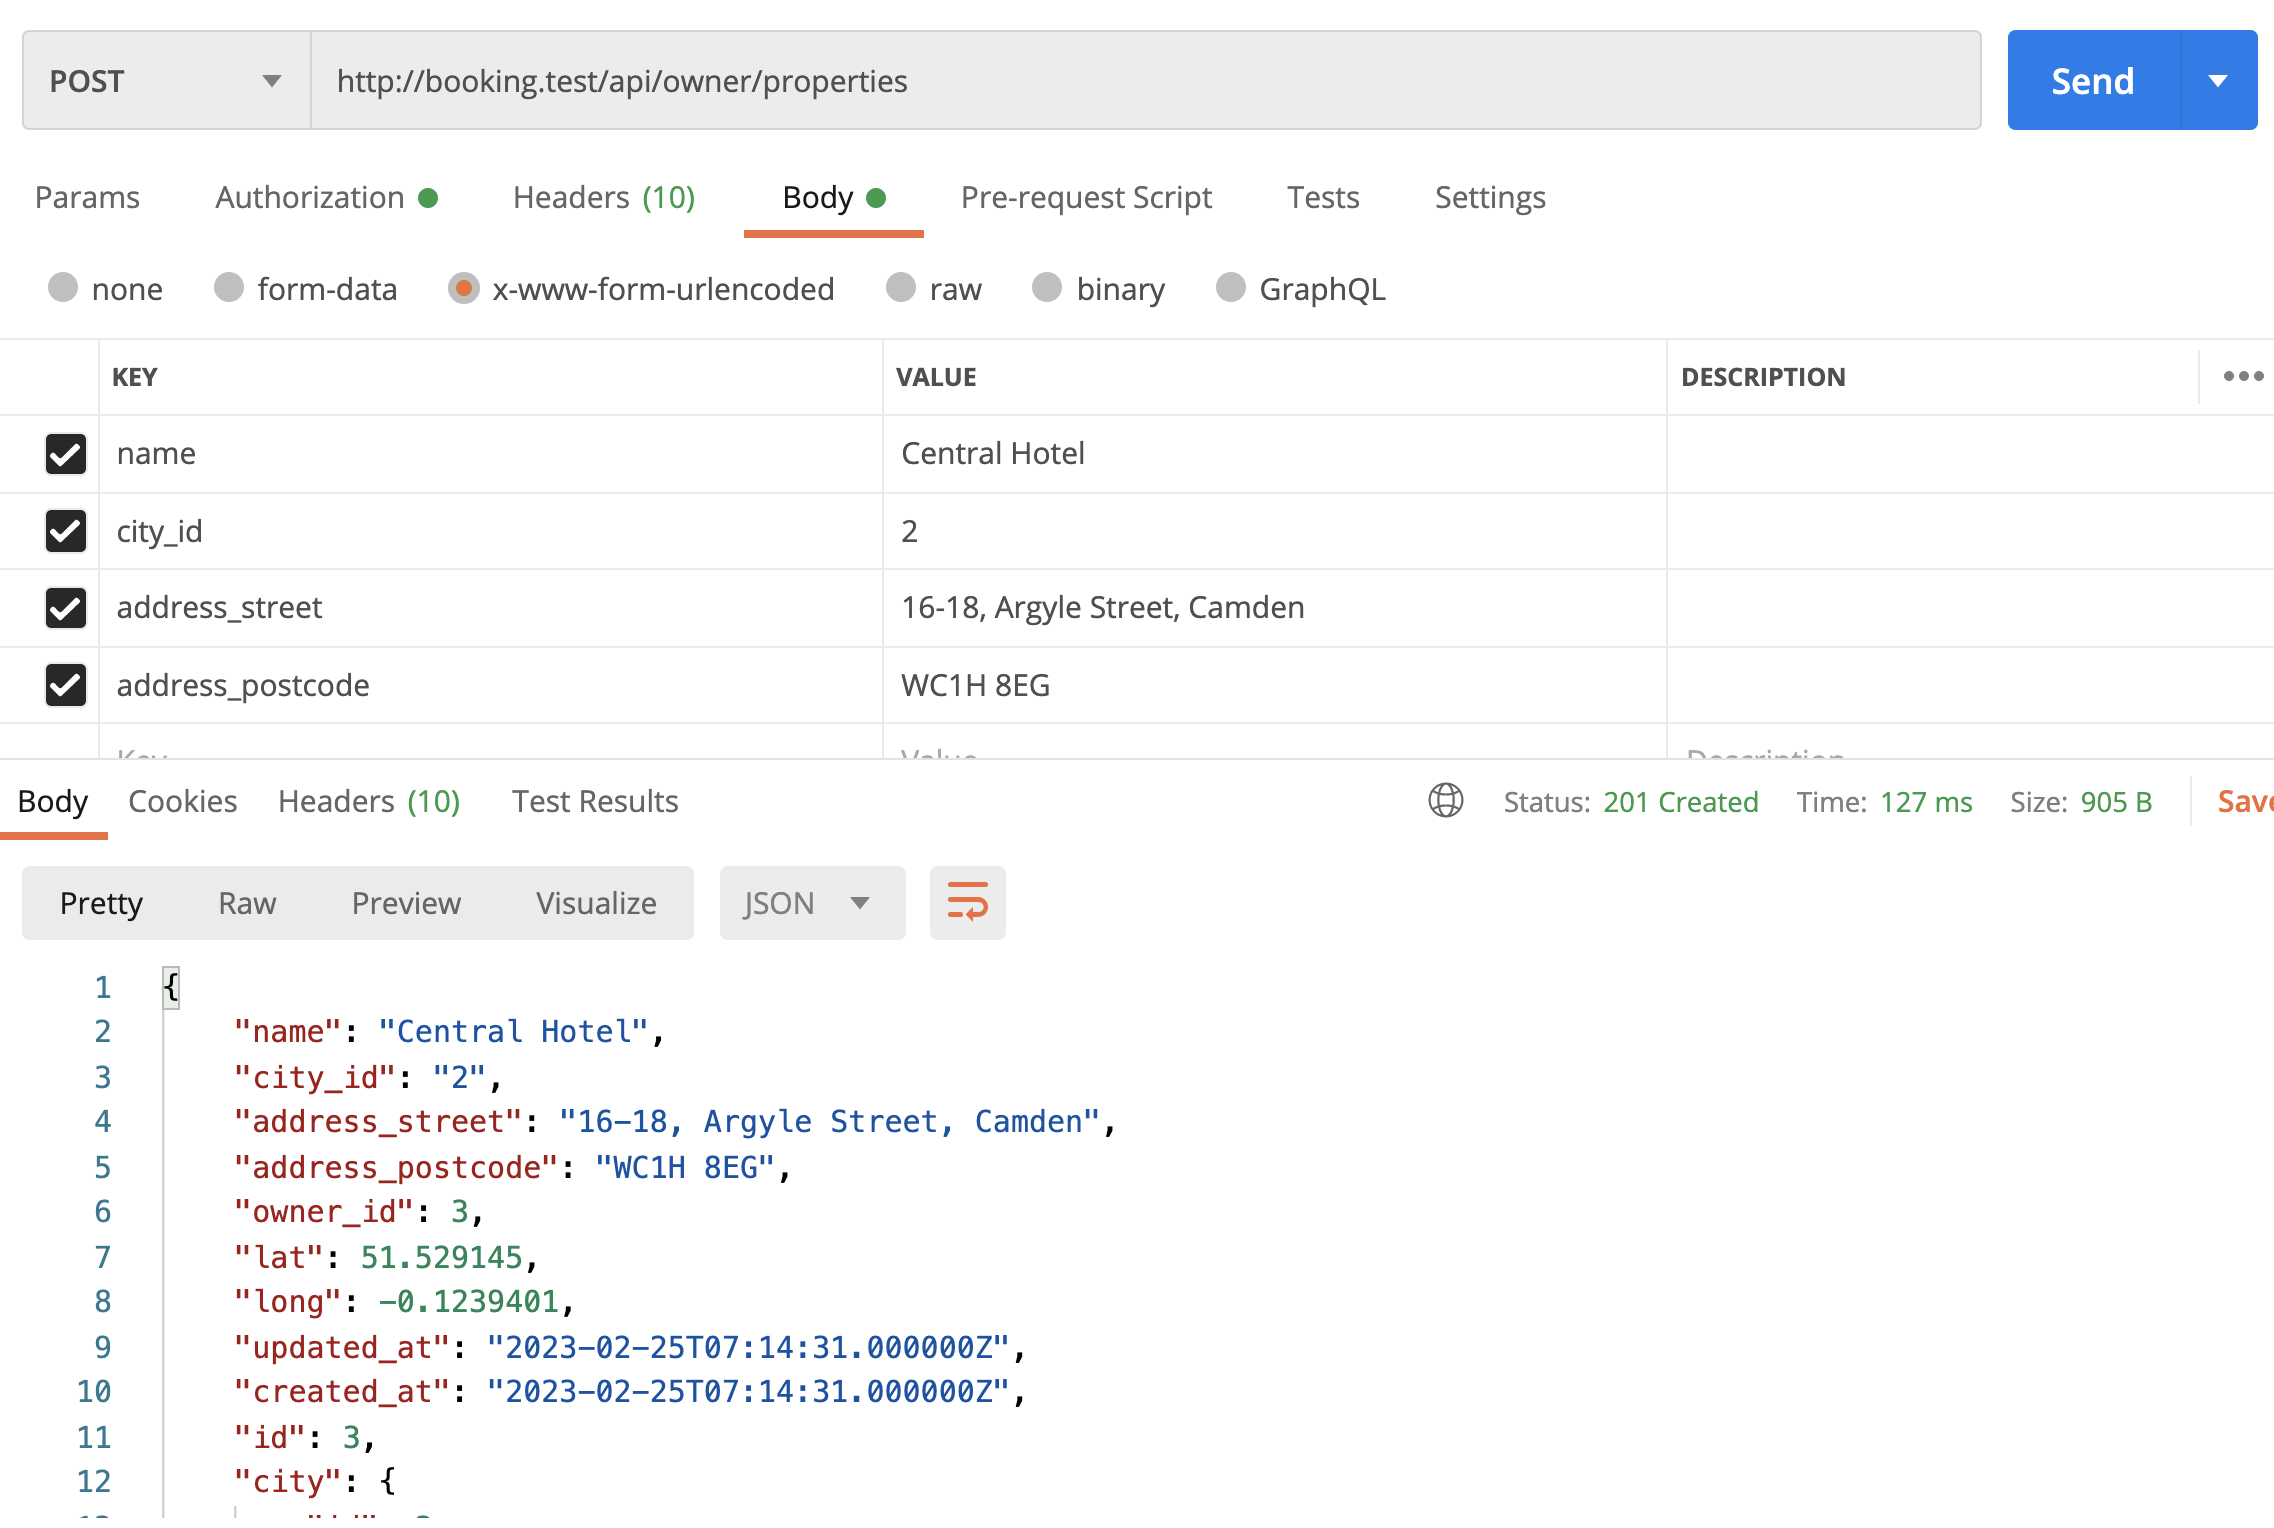 POST http://booking.test/api/owner/properties Send
Params Authorization Headers (10) Body Pre-request Script Tests Settings
none form-data x-www-form-urlencoded raw binary GraphQL
KEY VALUE DESCRIPTION
name Central Hotel
city_id 2
address_street 16-18, Argyle Street, Camden
address_postcode WC1H 8EG
Key Value Description
Body Cookies Headers (10) Test Results Status: 201 Created Time: 127 ms Size: 905 B Save
Pretty Raw Preview Visualize JSON
1 {
2 "name": "Central Hotel",
3 "city_id": "2",
4 "address_street": "16-18, Argyle Street, Camden",
5 "address_postcode": "WC1H 8EG",
6 "owner_id": 3,
7 "lat": 51.529145,
8 "long": -0.1239401,
9 "updated_at": "2023-02-25T07:14:31.000000Z",
10 "created_at": "2023-02-25T07:14:31.000000Z",
11 "id": 3,
12 "city": {